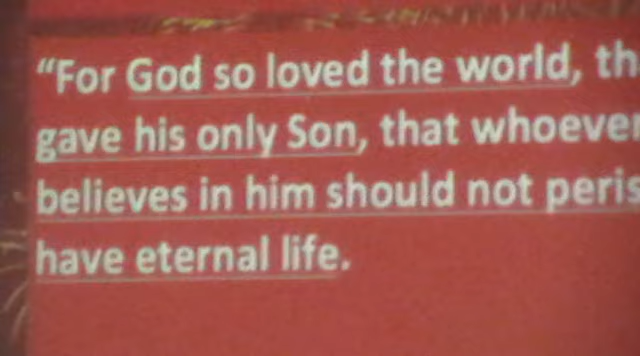 “For God so loved the world, th
gave his only Son, that whoever
believes in him should not peris
have eternal life.